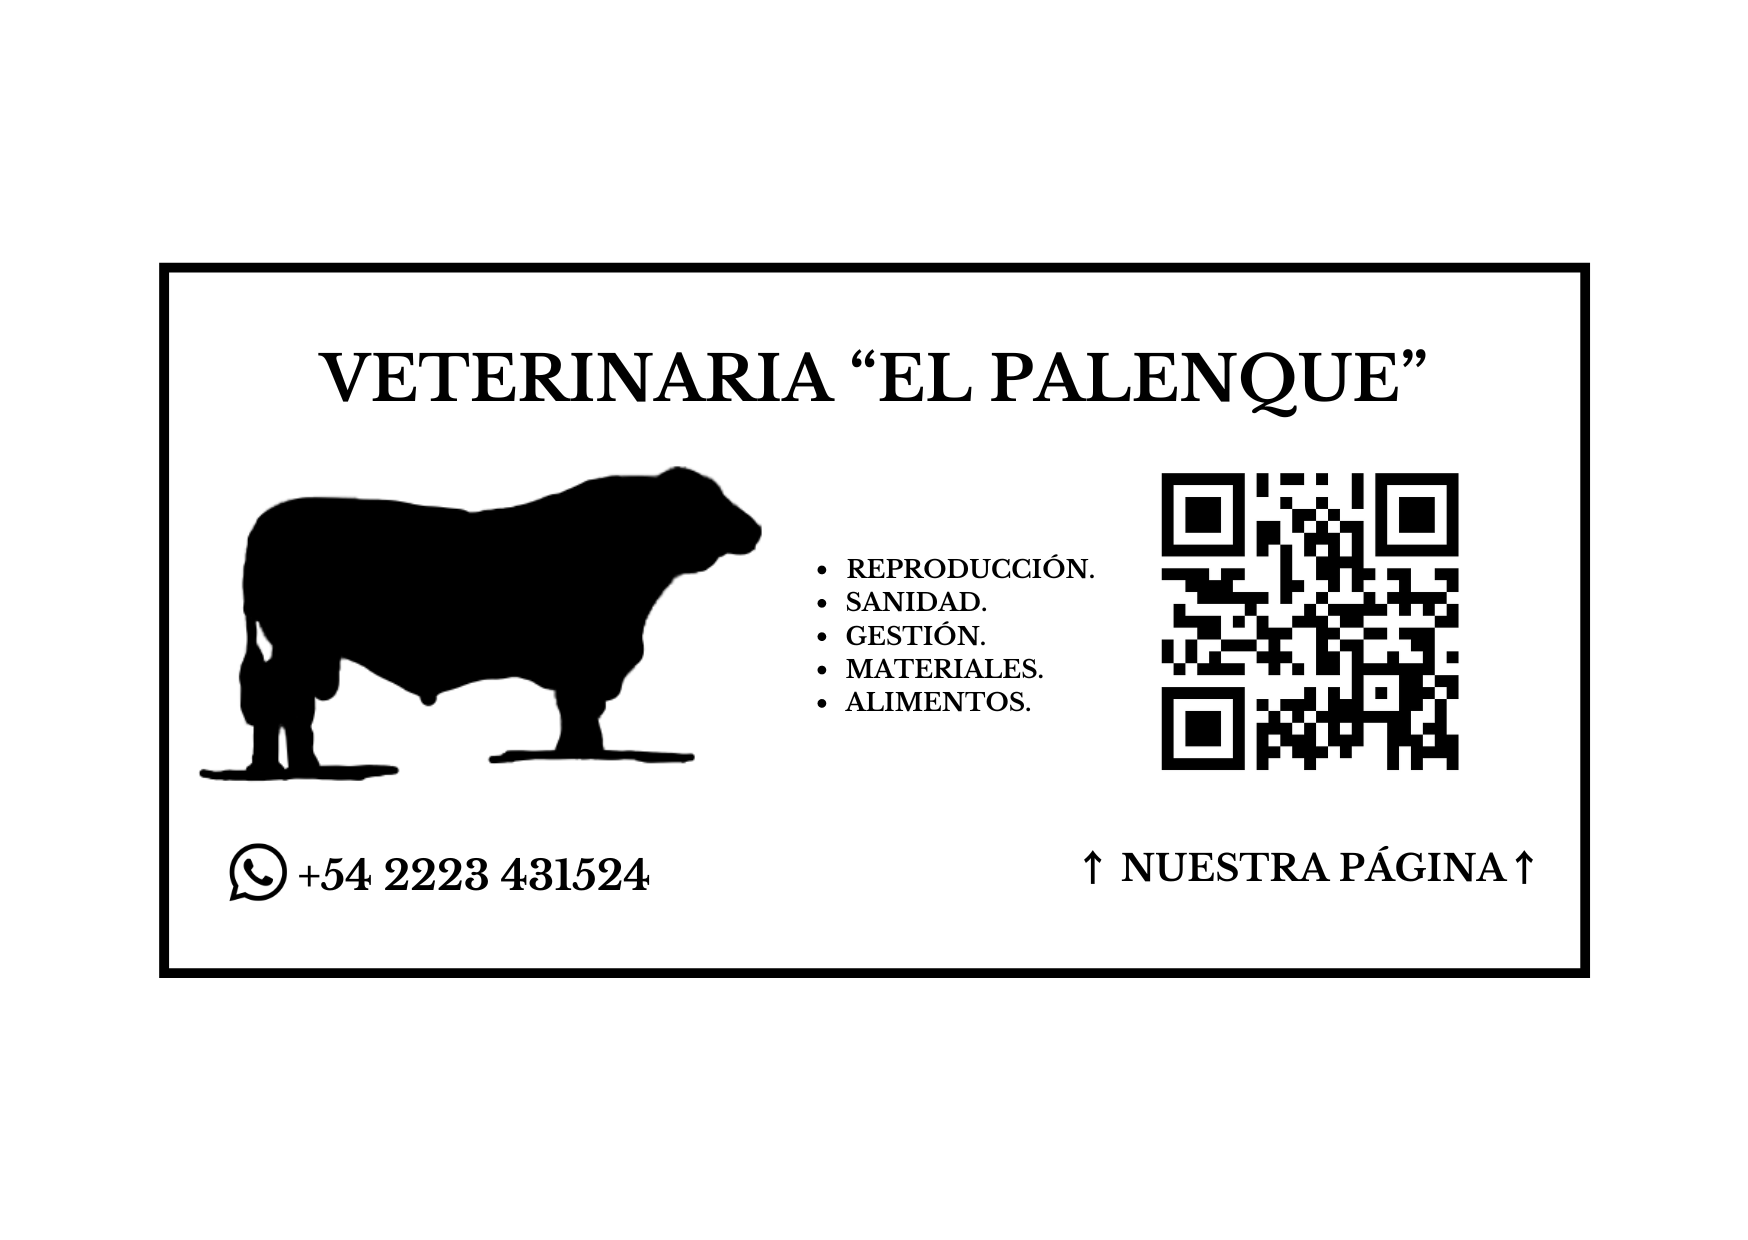 VETERINARIA “EL PALENQUE”
• REPRODUCCIÓN.
• SANIDAD.
• GESTIÓN.
• MATERIALES.
• ALIMENTOS.
+54 2223 431524
↑ NUESTRA PÁGINA ↑